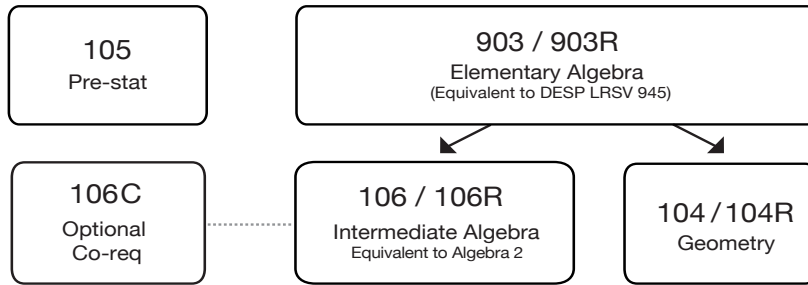 105
Pre-stat
903 / 903R
Elementary Algebra
(Equivalent to DESP LRSV 945)
106C
Optional
Co-req
106 / 106R
Intermediate Algebra
Equivalent to Algebra 2
104 / 104R
Geometry